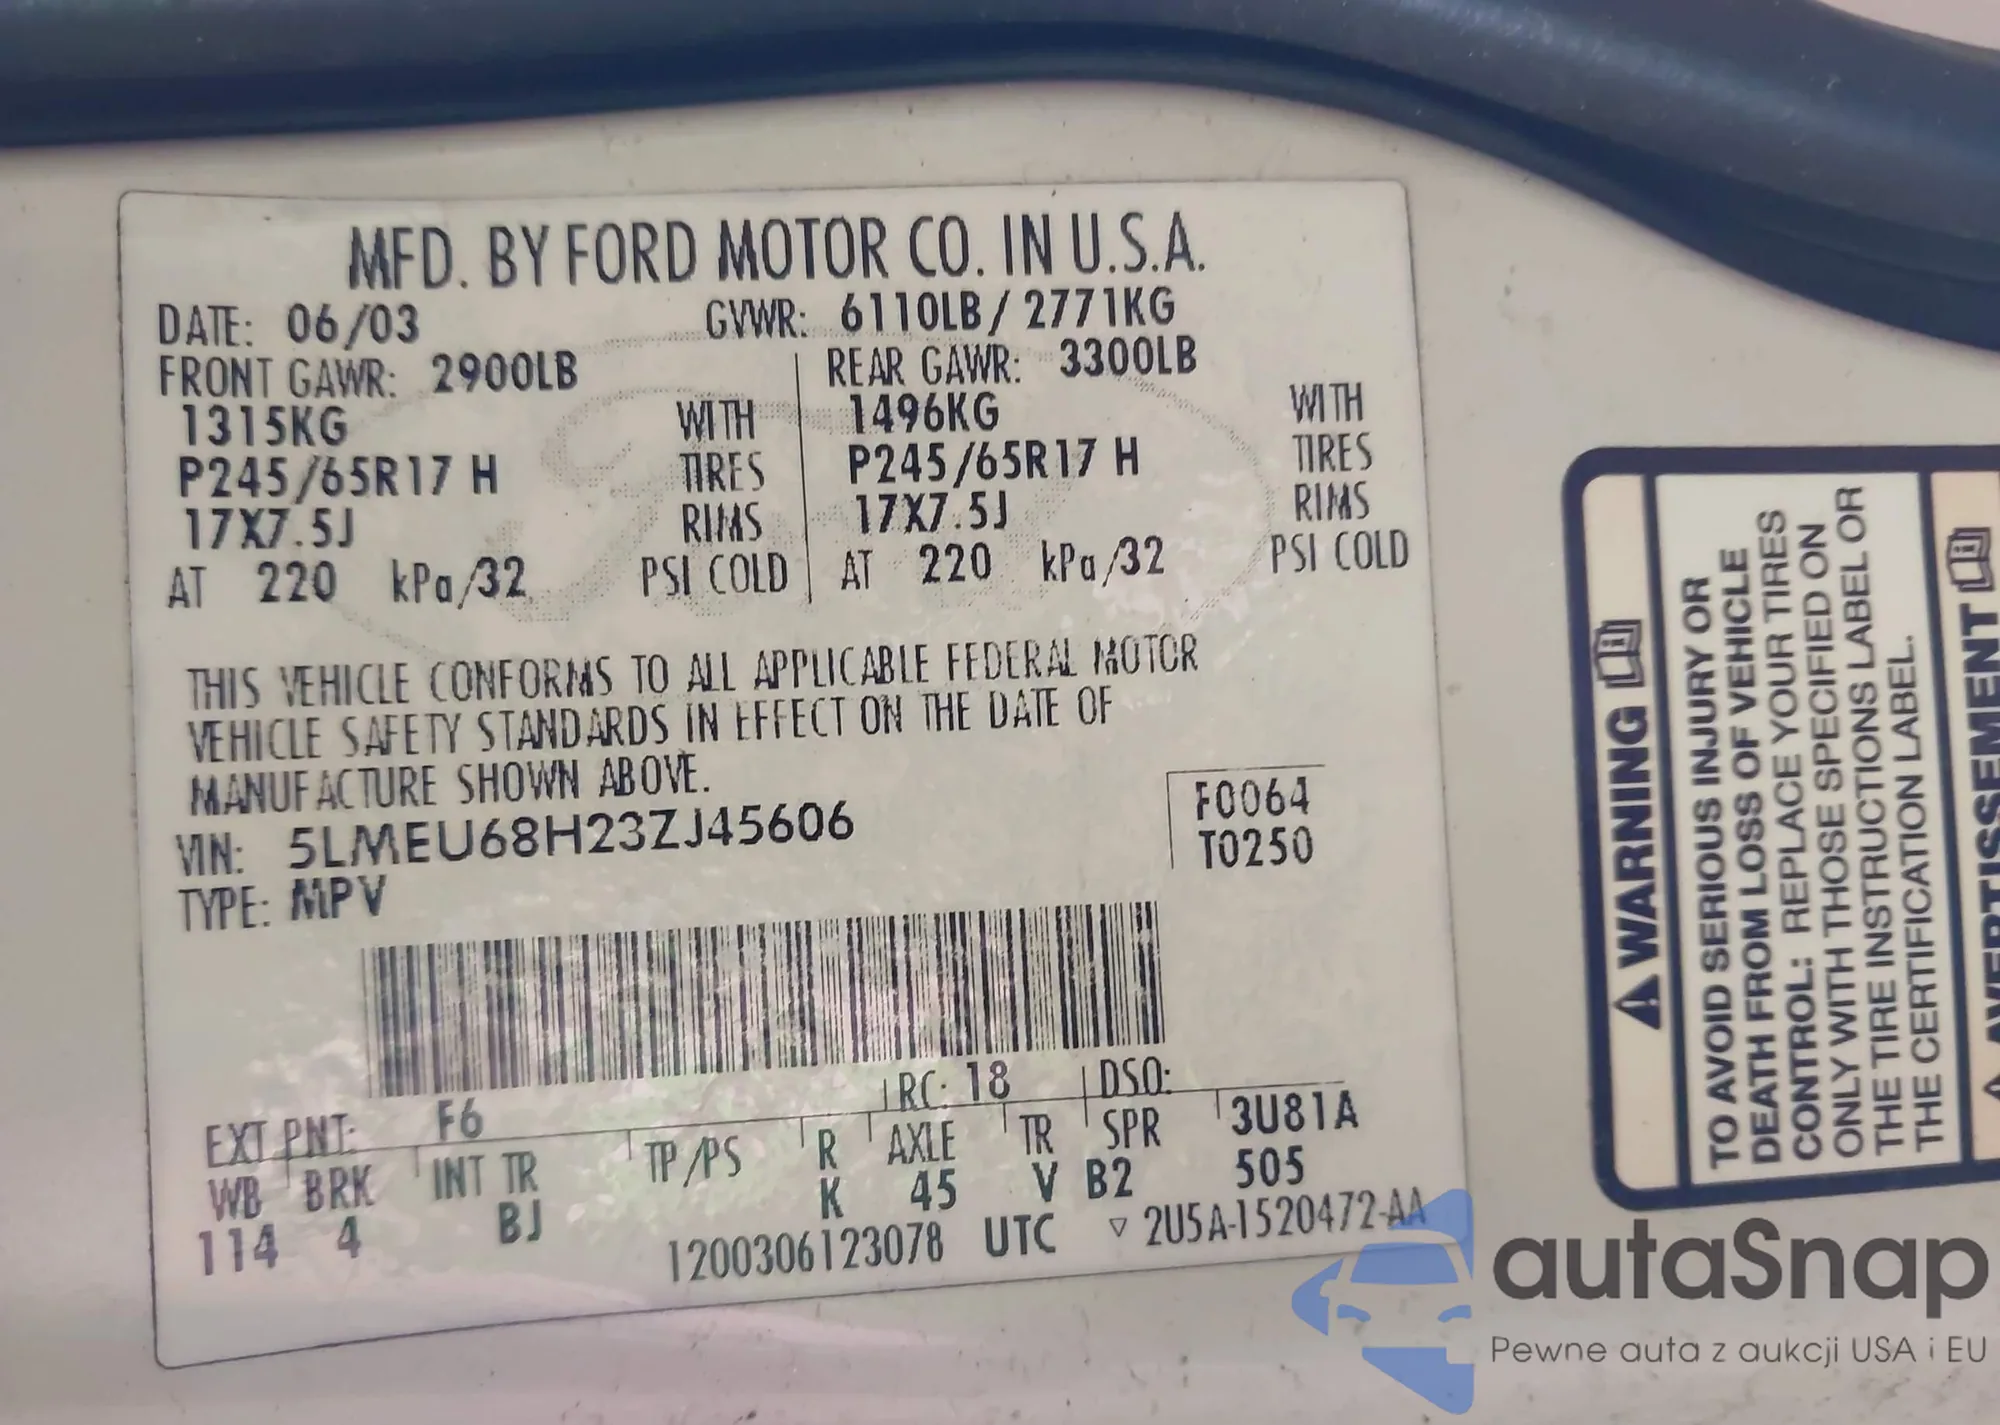 MFD. BY FORD MOTOR CO. IN U.S.A.
DATE: 06/03 GVWR: 6110LB / 2771KG
FRONT GAWR: 2900LB REAR GAWR: 3300LB
1315KG WITH 1496KG WITH
P245/65R17 H TIRES P245/65R17 H TIRES
17X7.5J RIMS 17X7.5J RIMS
AT 220 kPa/32 PSI COLD AT 220 kPa/32 PSI COLD
THIS VEHICLE CONFORMS TO ALL APPLICABLE FEDERAL MOTOR
VEHICLE SAFETY STANDARDS IN EFFECT ON THE DATE OF
MANUFACTURE SHOWN ABOVE.
VIN: 5LMEU68H23ZJ45606 F0064
TYPE: MPV T0250
EXT PNT: F6 RC: 18 DSO:
WB BRK INT TR TP/PS R AXLE TR SPR 3U81A
114 4 BJ K 45 V B2 505
1200306123078 UTC ▽ 2U5A-1520472-AA
⚠ WARNING
TO AVOID SERIOUS INJURY OR
DEATH FROM LOSS OF VEHICLE
CONTROL: REPLACE YOUR TIRES
ONLY WITH THOSE SPECIFIED ON
THE TIRE INSTRUCTIONS LABEL OR
THE CERTIFICATION LABEL.
⚠ AVERTISSEMENT
autaSnap
Pewne auta z aukcji USA i EU